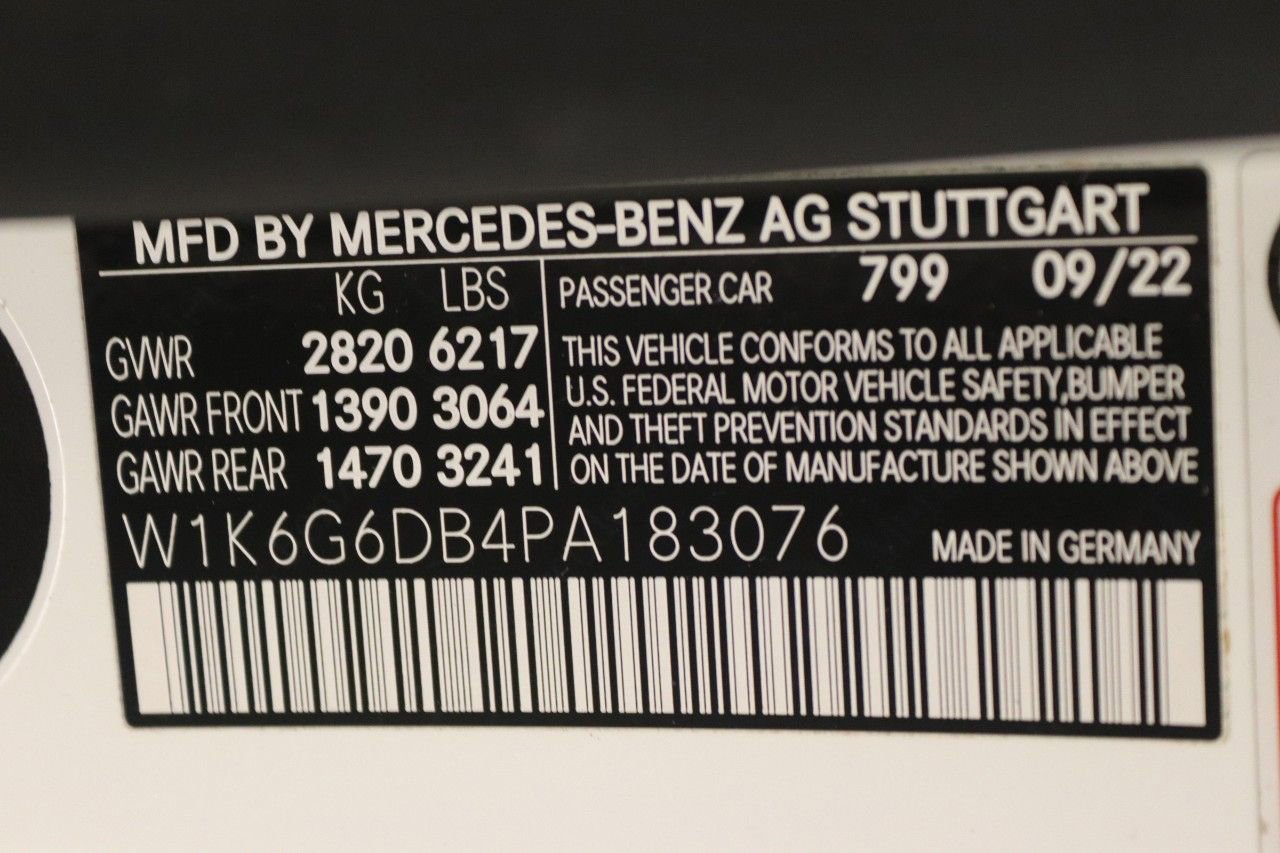 MFD BY MERCEDES-BENZ AG STUTTGART
KG LBS
GVWR 2820 6217
GAWR FRONT 1390 3064
GAWR REAR 1470 3241
PASSENGER CAR 799 09/22
THIS VEHICLE CONFORMS TO ALL APPLICABLE
U.S. FEDERAL MOTOR VEHICLE SAFETY,BUMPER
AND THEFT PREVENTION STANDARDS IN EFFECT
ON THE DATE OF MANUFACTURE SHOWN ABOVE
W1K6G6DB4PA183076
MADE IN GERMANY